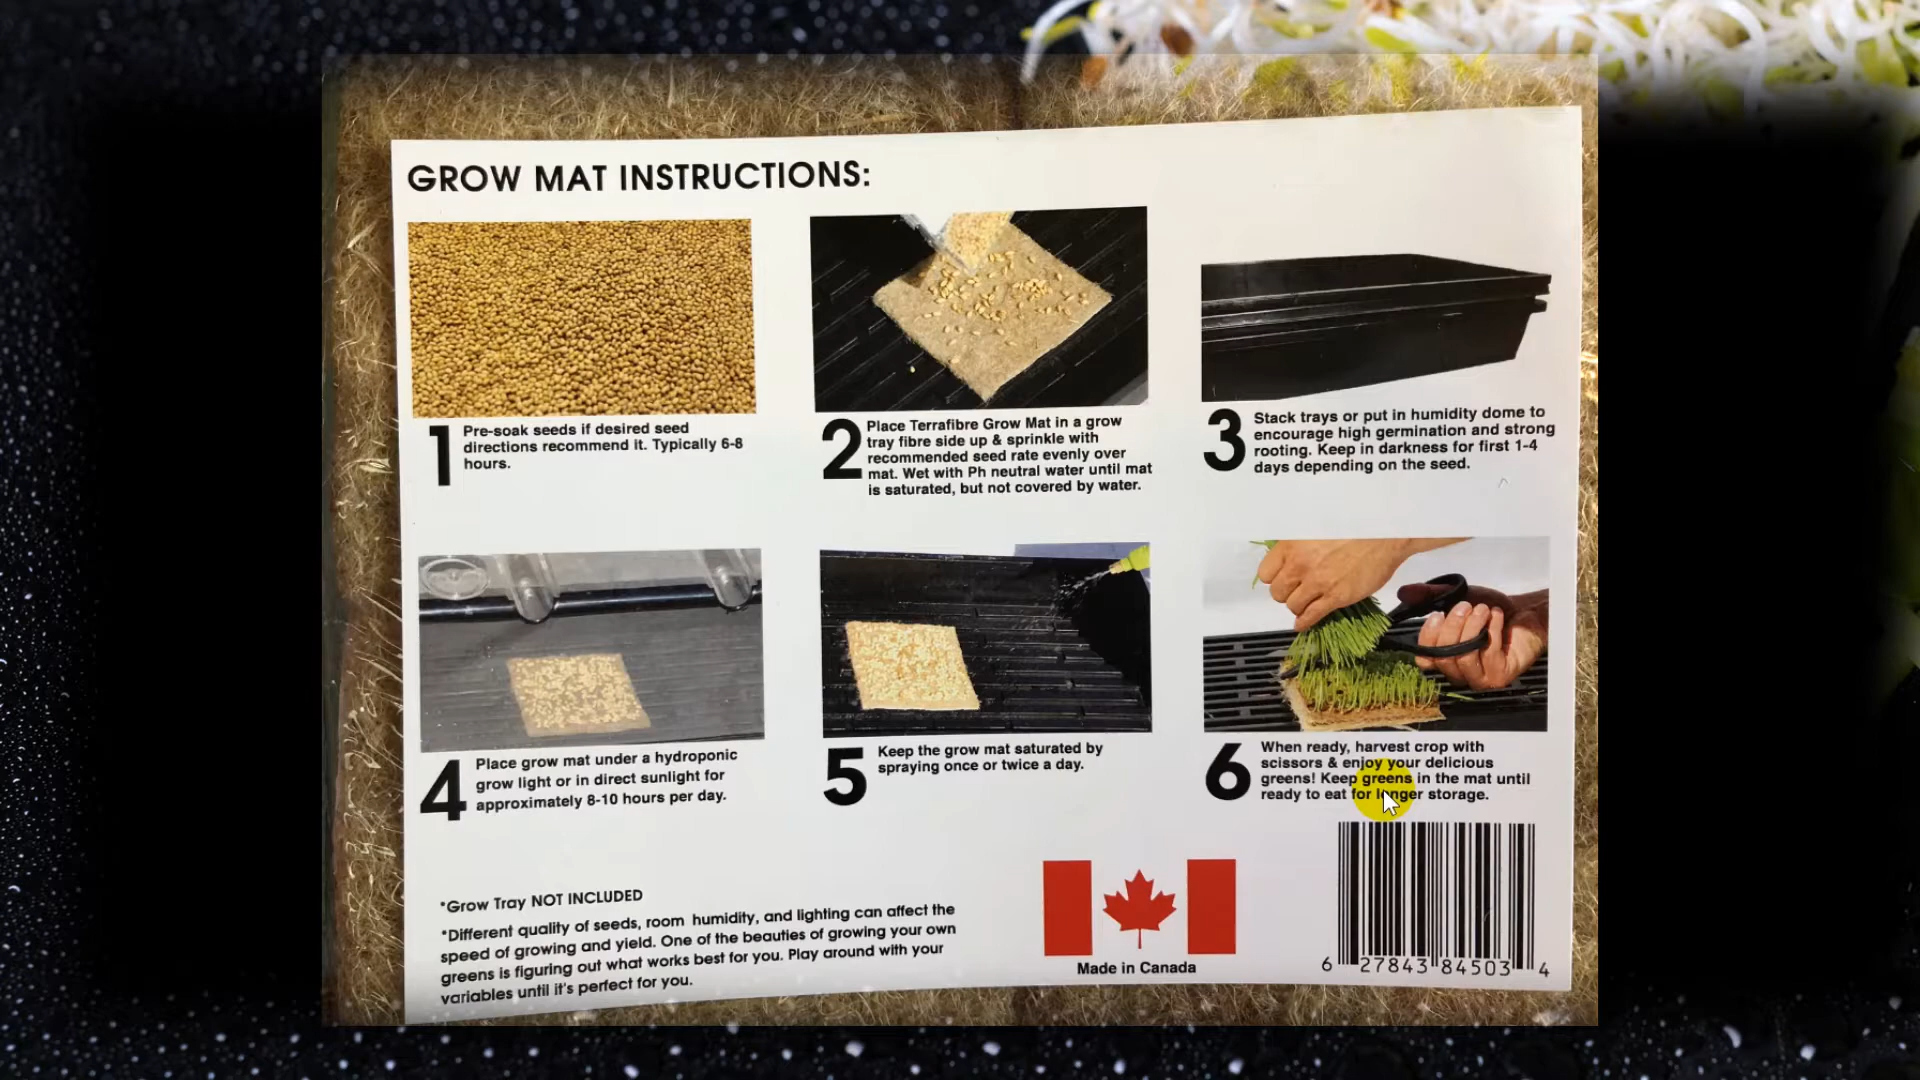 GROW MAT INSTRUCTIONS:
1
Pre-soak seeds if desired seed
directions recommend it. Typically 6-8
hours.
2
Place Terrafibre Grow Mat in a grow
tray fibre side up & sprinkle with
recommended seed rate evenly over
mat. Wet with Ph neutral water until mat
is saturated, but not covered by water.
3
Stack trays or put in humidity dome to
encourage high germination and strong
rooting. Keep in darkness for first 1-4
days depending on the seed.
4
Place grow mat under a hydroponic
grow light or in direct sunlight for
approximately 8-10 hours per day.
5
Keep the grow mat saturated by
spraying once or twice a day.
6
When ready, harvest crop with
scissors & enjoy your delicious
greens! Keep greens in the mat until
ready to eat for longer storage.
*Grow Tray NOT INCLUDED
*Different quality of seeds, room humidity, and lighting can affect the
speed of growing and yield. One of the beauties of growing your own
greens is figuring out what works best for you. Play around with your
variables until it's perfect for you.
Made in Canada
6 27843 84503 4